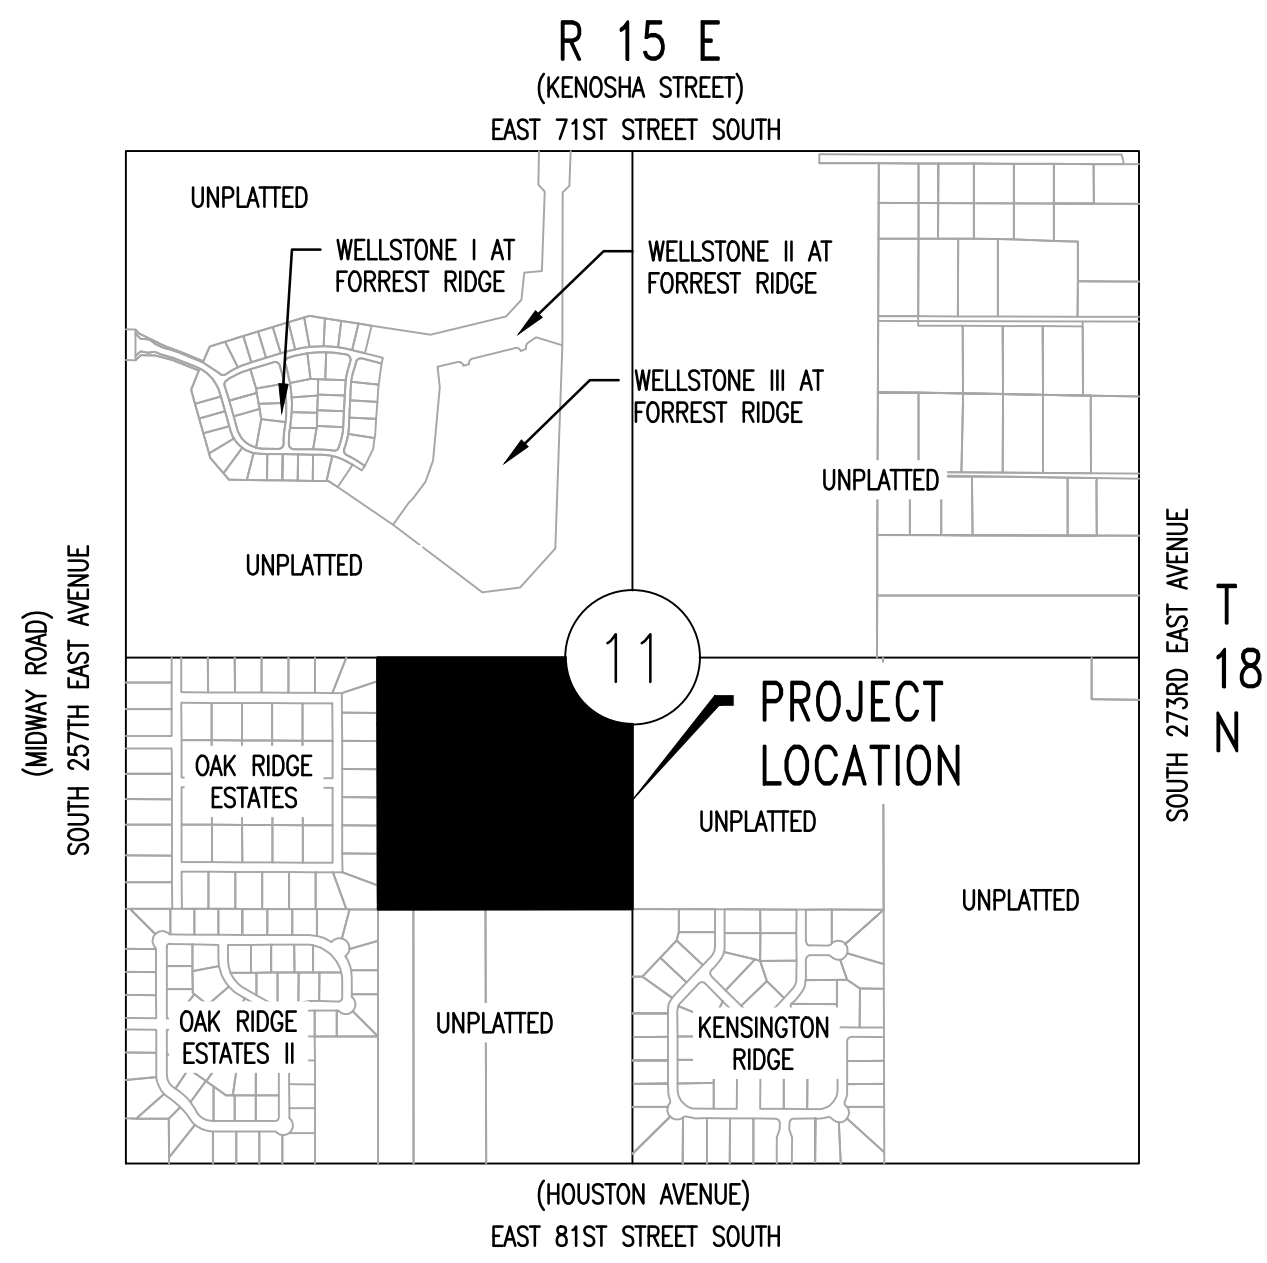 R 15 E
(KENOSHA STREET)
EAST 71ST STREET SOUTH
UNPLATTED
WELLSTONE I AT
FORREST RIDGE
WELLSTONE II AT
FORREST RIDGE
WELLSTONE III AT
FORREST RIDGE
UNPLATTED
UNPLATTED
(MIDWAY ROAD)
SOUTH 257TH EAST AVENUE
SOUTH 273RD EAST AVENUE
T
18
N
11
PROJECT
LOCATION
OAK RIDGE
ESTATES
UNPLATTED
UNPLATTED
OAK RIDGE
ESTATES II
UNPLATTED
KENSINGTON
RIDGE
(HOUSTON AVENUE)
EAST 81ST STREET SOUTH